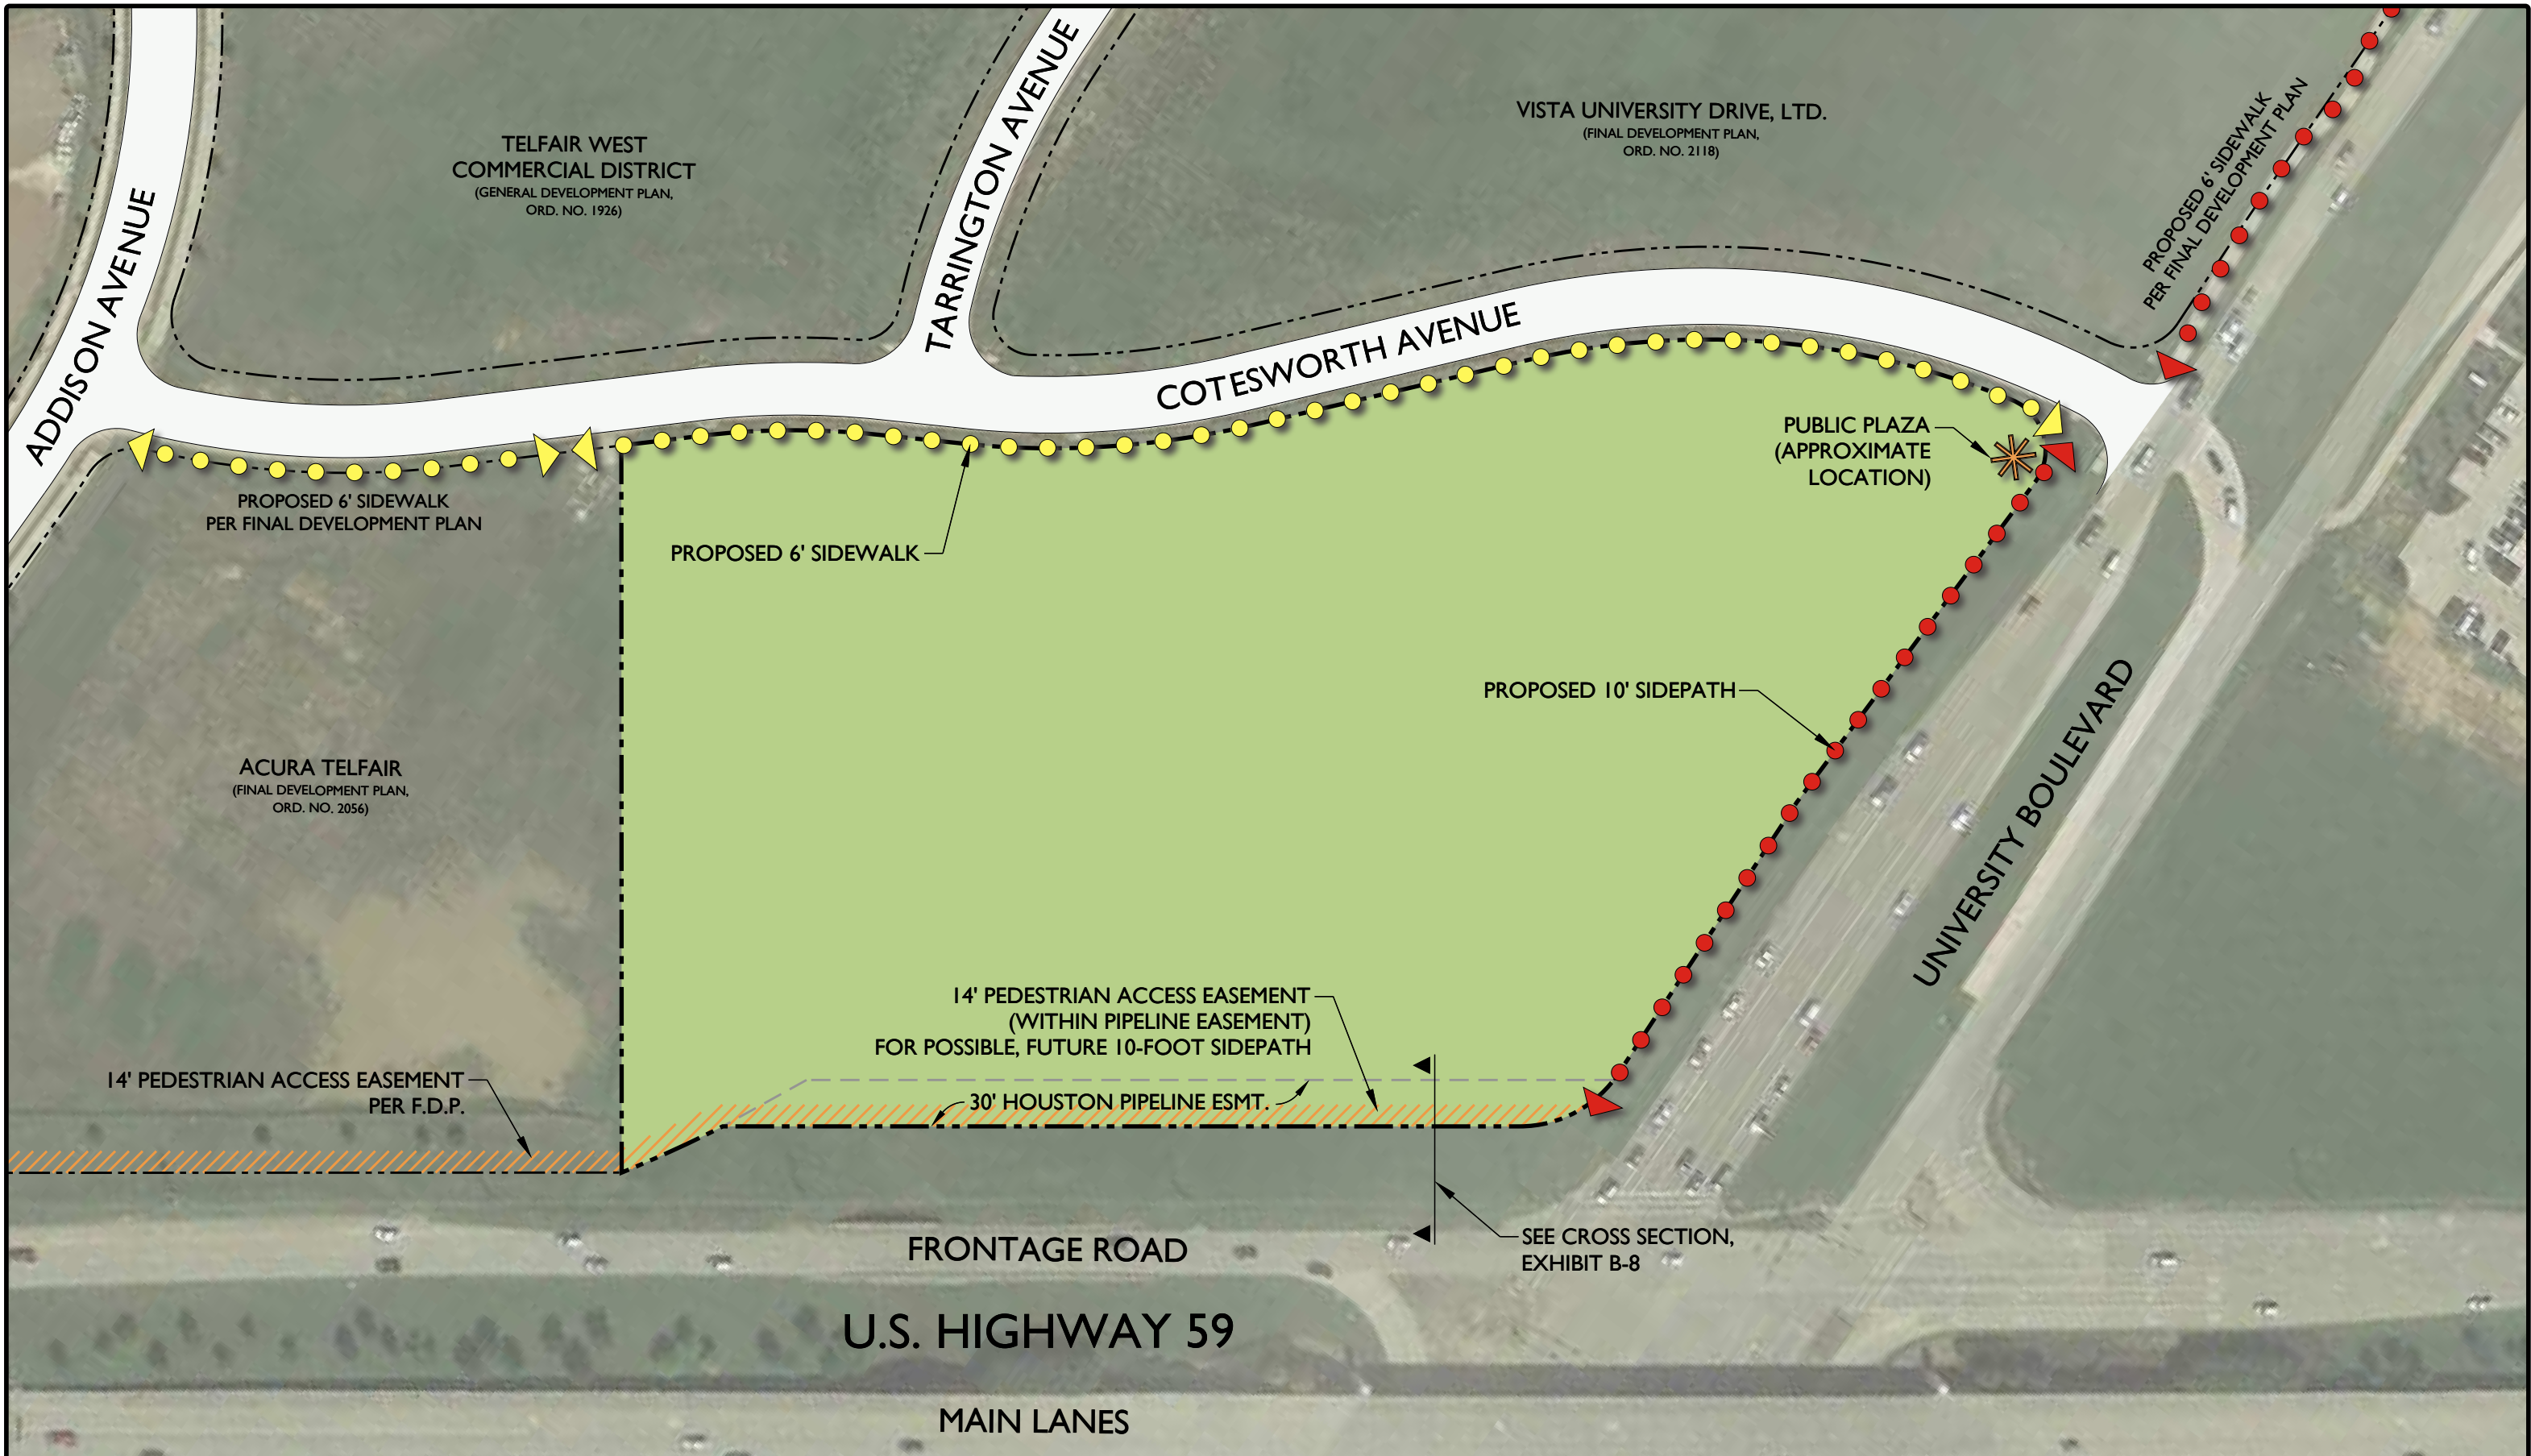 TELFAIR WEST
COMMERCIAL DISTRICT
(GENERAL DEVELOPMENT PLAN,
ORD. NO. 1926)
TARRINGTON AVENUE
VISTA UNIVERSITY DRIVE, LTD.
(FINAL DEVELOPMENT PLAN,
ORD. NO. 2118)
PROPOSED 6' SIDEWALK
PER FINAL DEVELOPMENT PLAN
ADDISON AVENUE
COTESWORTH AVENUE
PUBLIC PLAZA
(APPROXIMATE
LOCATION)
PROPOSED 6' SIDEWALK
PER FINAL DEVELOPMENT PLAN
PROPOSED 6' SIDEWALK
PROPOSED 10' SIDEPATH
UNIVERSITY BOULEVARD
ACURA TELFAIR
(FINAL DEVELOPMENT PLAN,
ORD. NO. 2056)
14' PEDESTRIAN ACCESS EASEMENT
(WITHIN PIPELINE EASEMENT)
FOR POSSIBLE, FUTURE 10-FOOT SIDEPATH
14' PEDESTRIAN ACCESS EASEMENT
PER F.D.P.
30' HOUSTON PIPELINE ESMT.
SEE CROSS SECTION,
EXHIBIT B-8
FRONTAGE ROAD
U.S. HIGHWAY 59
MAIN LANES